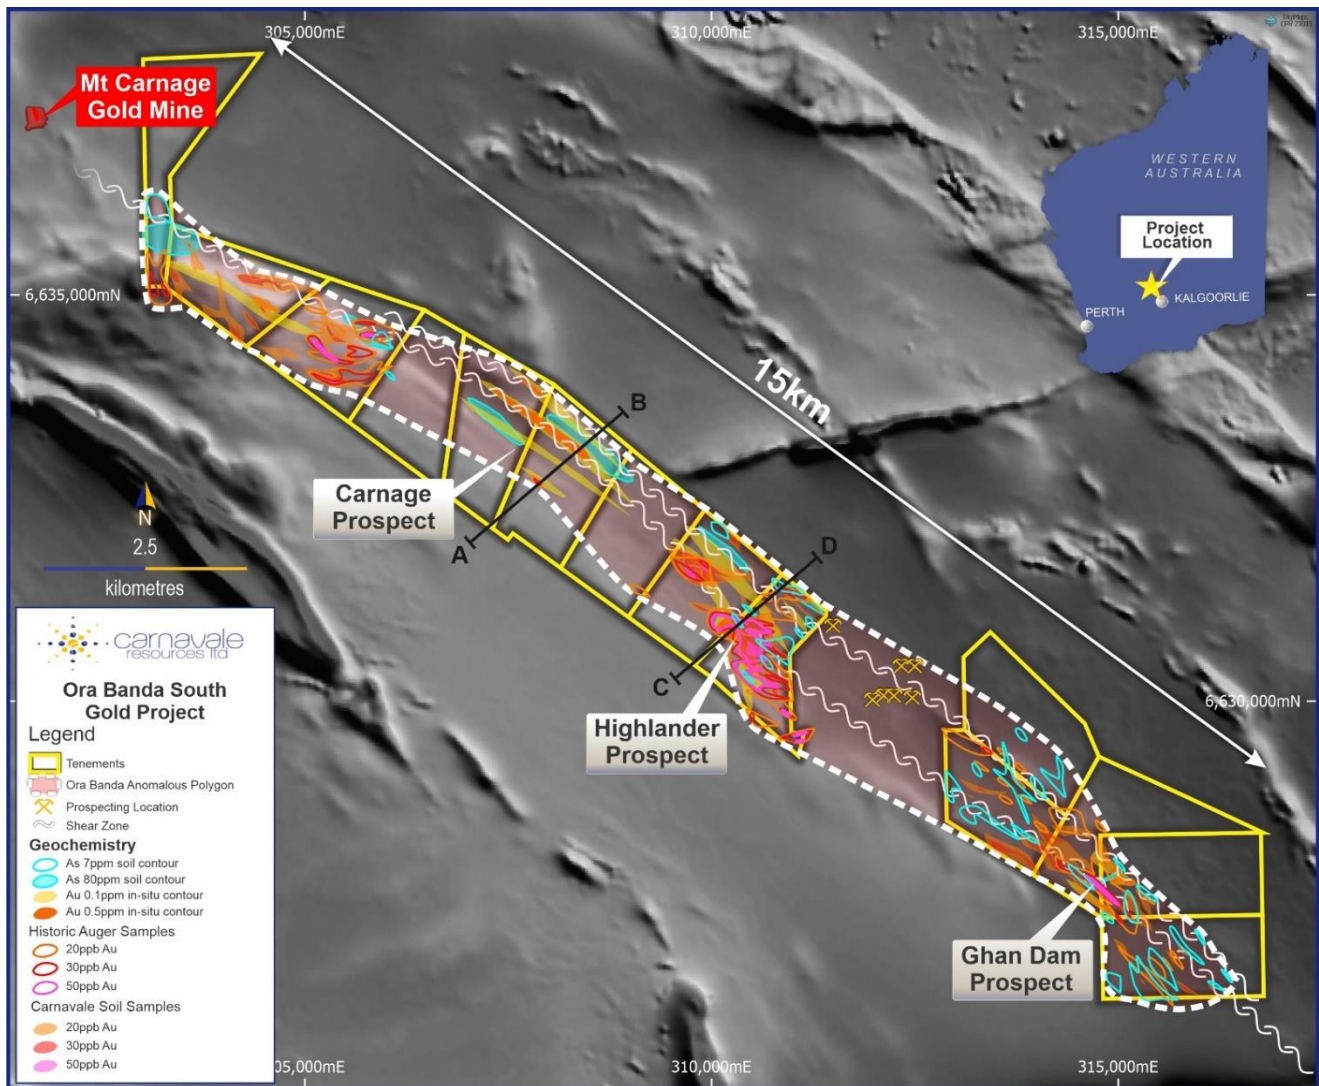 305,000mE
310,000mE
315,000mE
Mt Carnage
Gold Mine
WESTERN
AUSTRALIA
Project
Location
KALGOORLIE
PERTH
6,635,000mN
15km
B
Carnage
Prospect
A
N
2.5
kilometres
D
C
Highlander
Prospect
6,630,000mN
Ghan Dam
Prospect
carnavale
resources ltd
Ora Banda South
Gold Project
Legend
Tenements
Ora Banda Anomalous Polygon
Prospecting Location
Shear Zone
Geochemistry
As 7ppm soil contour
As 80ppm soil contour
Au 0.1ppm in-situ contour
Au 0.5ppm in-situ contour
Historic Auger Samples
20ppb Au
30ppb Au
50ppb Au
Carnavale Soil Samples
20ppb Au
30ppb Au
50ppb Au
05,000mE
310,000mE
315,000mE